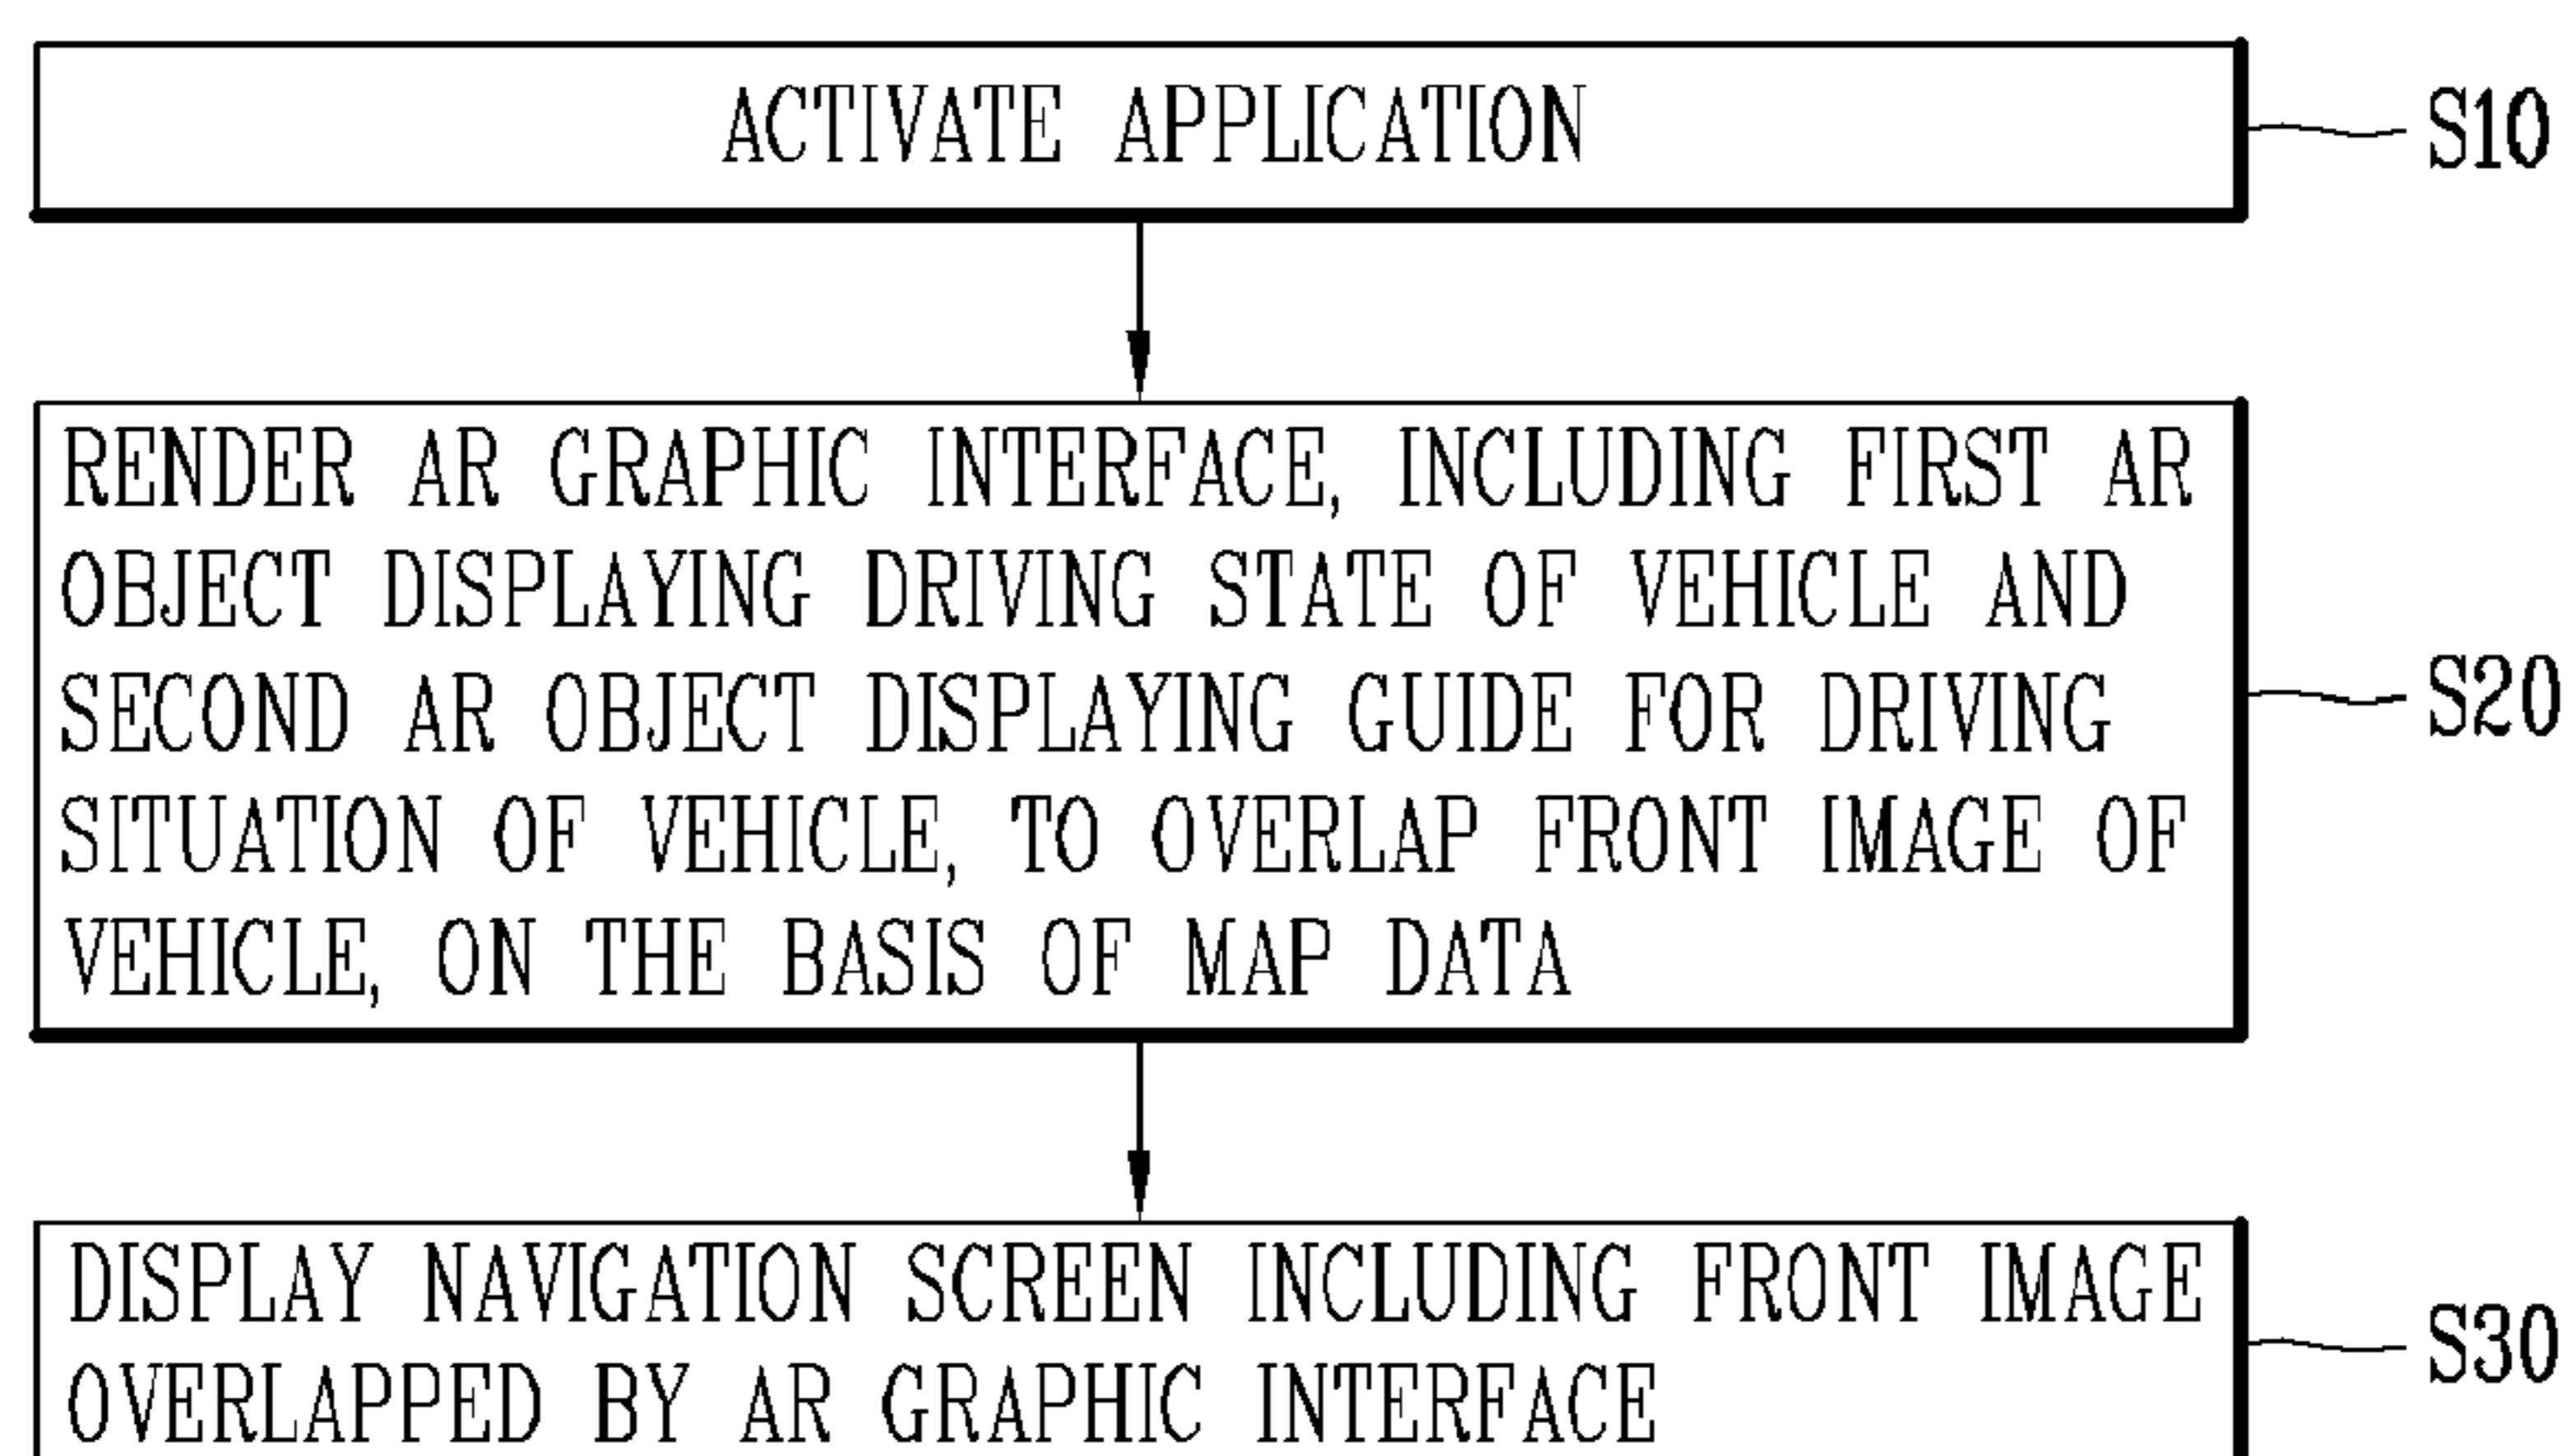 ACTIVATE APPLICATION
S10
RENDER AR GRAPHIC INTERFACE, INCLUDING FIRST AR
OBJECT DISPLAYING DRIVING STATE OF VEHICLE AND
SECOND AR OBJECT DISPLAYING GUIDE FOR DRIVING
SITUATION OF VEHICLE, TO OVERLAP FRONT IMAGE OF
VEHICLE, ON THE BASIS OF MAP DATA
S20
DISPLAY NAVIGATION SCREEN INCLUDING FRONT IMAGE
OVERLAPPED BY AR GRAPHIC INTERFACE
S30